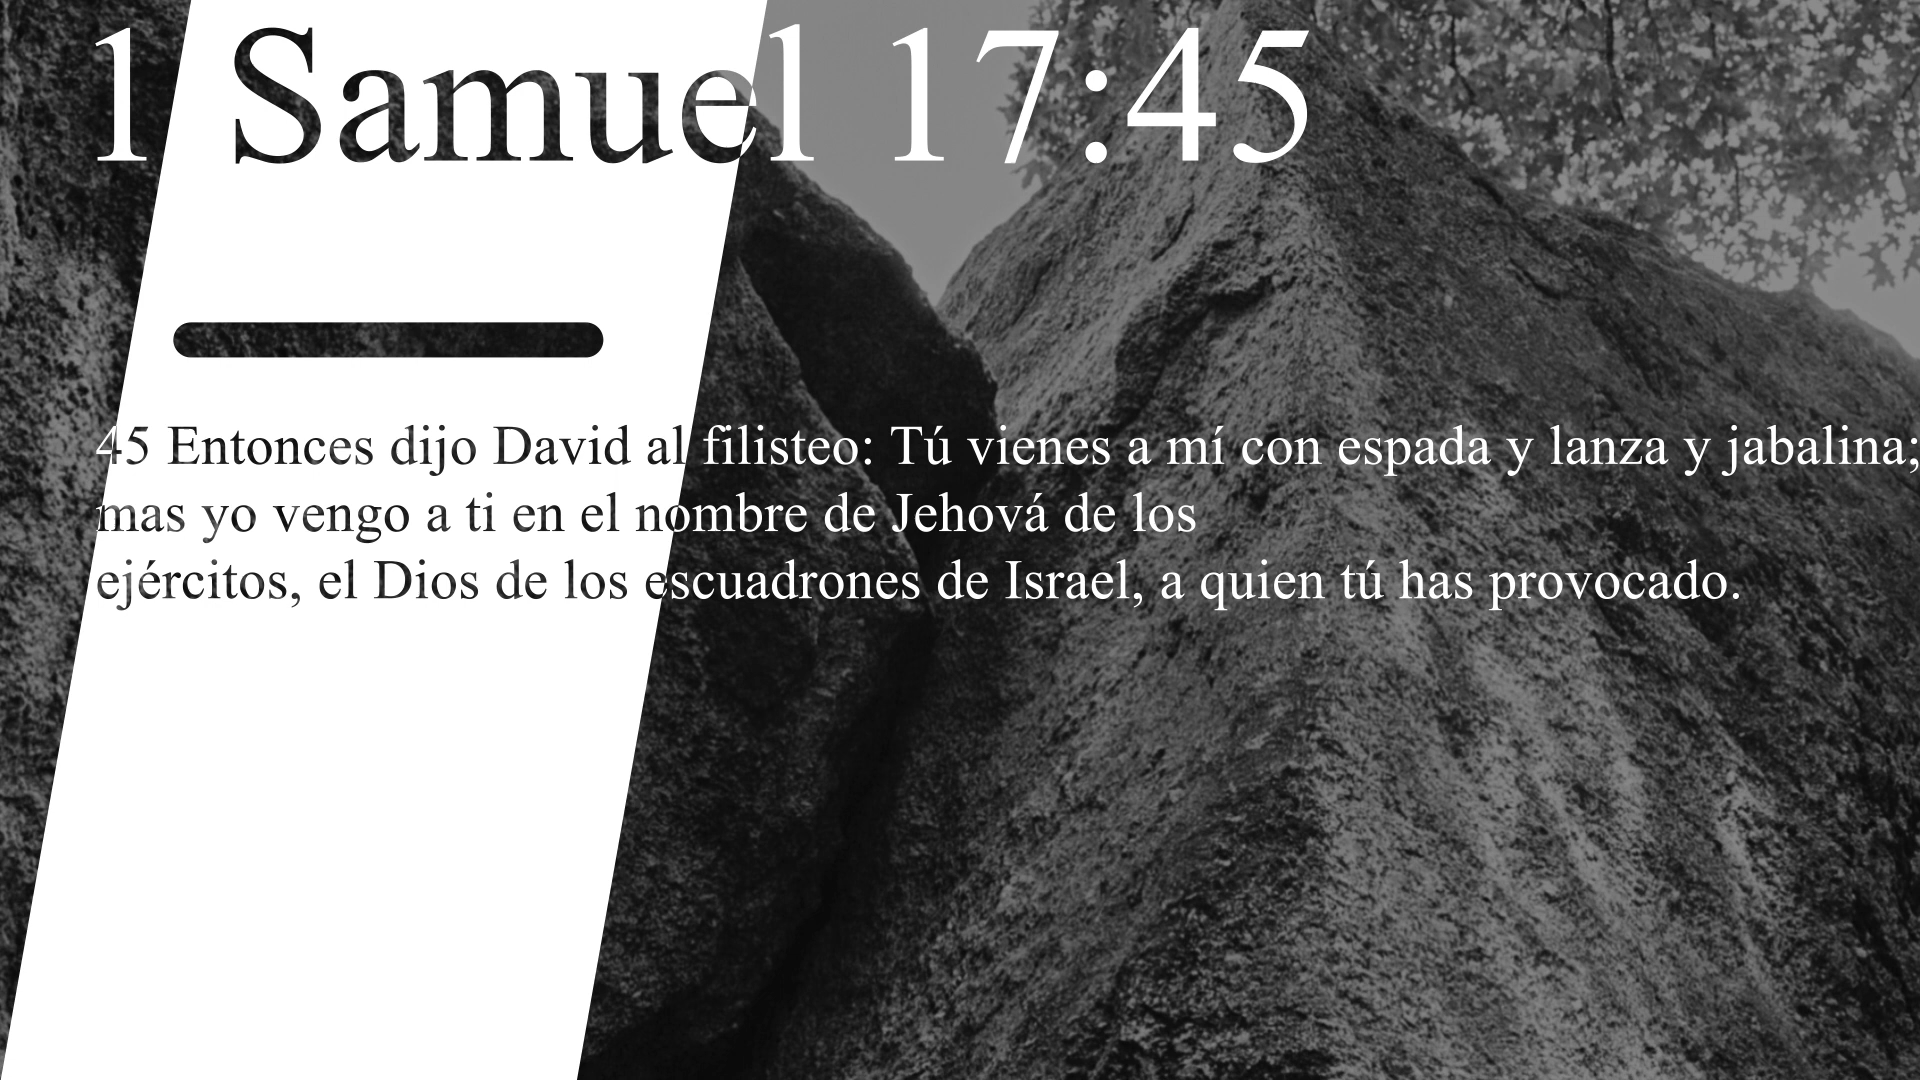 1 Samuel 17:45
45 Entonces dijo David al filisteo: Tú vienes a mí con espada y lanza y jabalina;
mas yo vengo a ti en el nombre de Jehová de los
ejércitos, el Dios de los escuadrones de Israel, a quien tú has provocado.